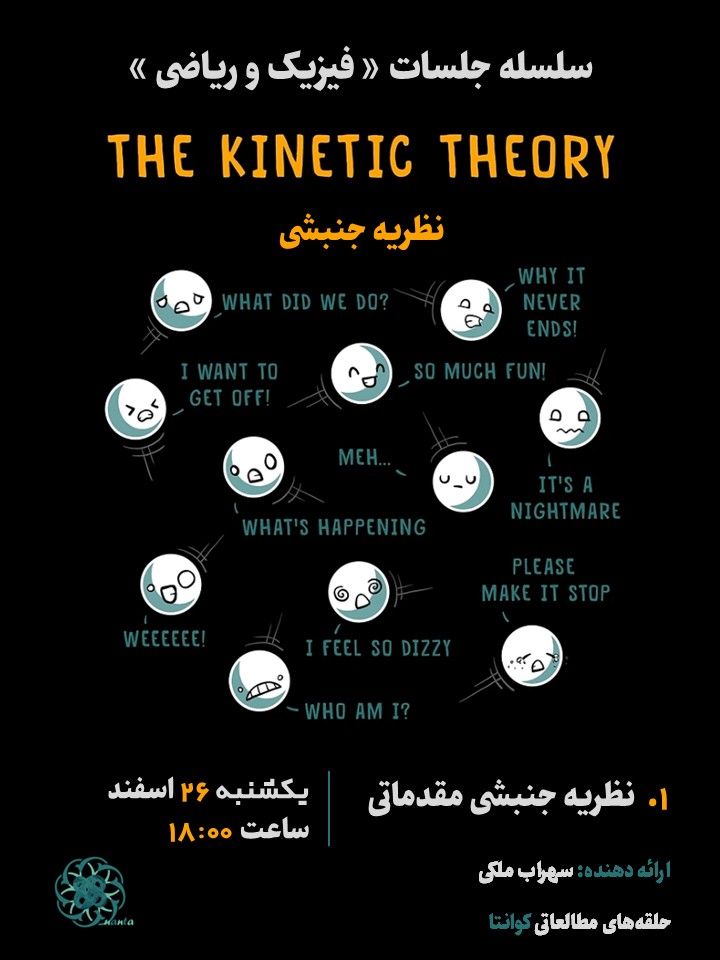 سلسله جلسات « فیزیک و ریاضی »
THE KINETIC THEORY
نظریه جنبشی
WHAT DID WE DO?
WHY IT
NEVER
ENDS!
I WANT TO
GET OFF!
SO MUCH FUN!
MEH...
IT'S A
NIGHTMARE
WHAT'S HAPPENING
PLEASE
MAKE IT STOP
WEEEEEE!
I FEEL SO DIZZY
WHO AM I?
۰۱ نظریه جنبشی مقدماتی
یکشنبه ۲۶ اسفند
ساعت ۱۸:۰۰
ارائه دهنده: سهراب ملکی
حلقه‌های مطالعاتی کوانتا
uanta